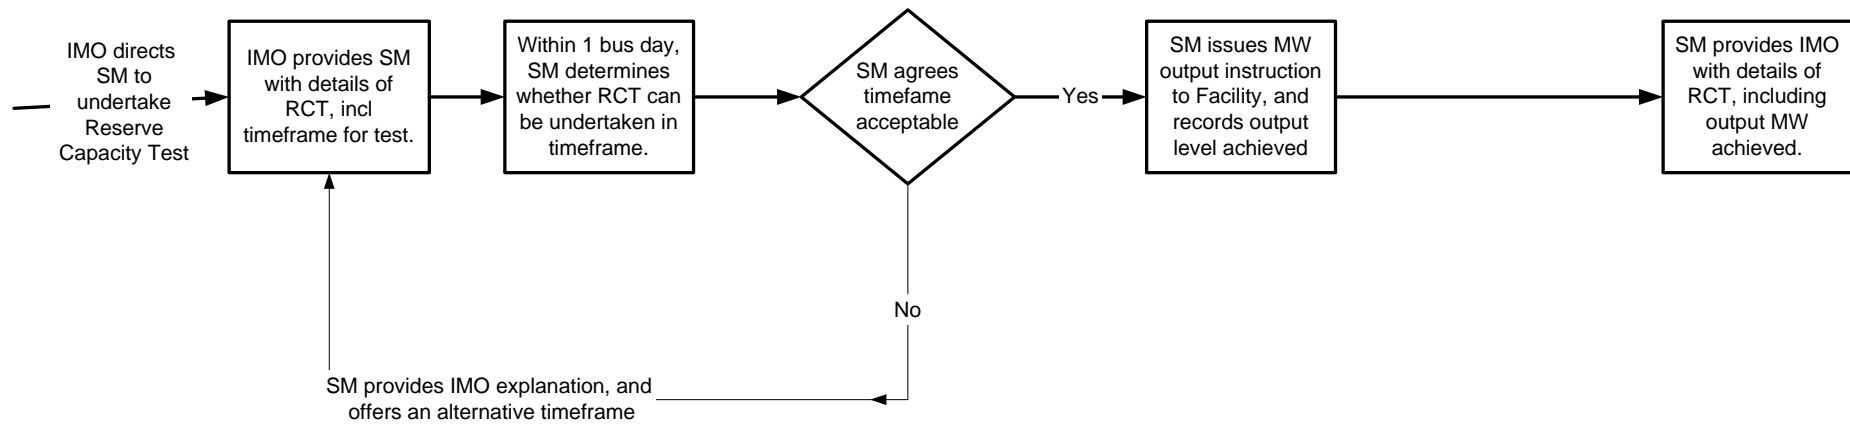 IMO directs
SM to
undertake
Reserve
Capacity Test
IMO provides SM
with details of
RCT, incl
timeframe for test.
Within 1 bus day,
SM determines
whether RCT can
be undertaken in
timeframe.
SM agrees
timefame
acceptable
Yes
SM issues MW
output instruction
to Facility, and
records output
level achieved
SM provides IMO
with details of
RCT, including
output MW
achieved.
No
SM provides IMO explanation, and
offers an alternative timeframe